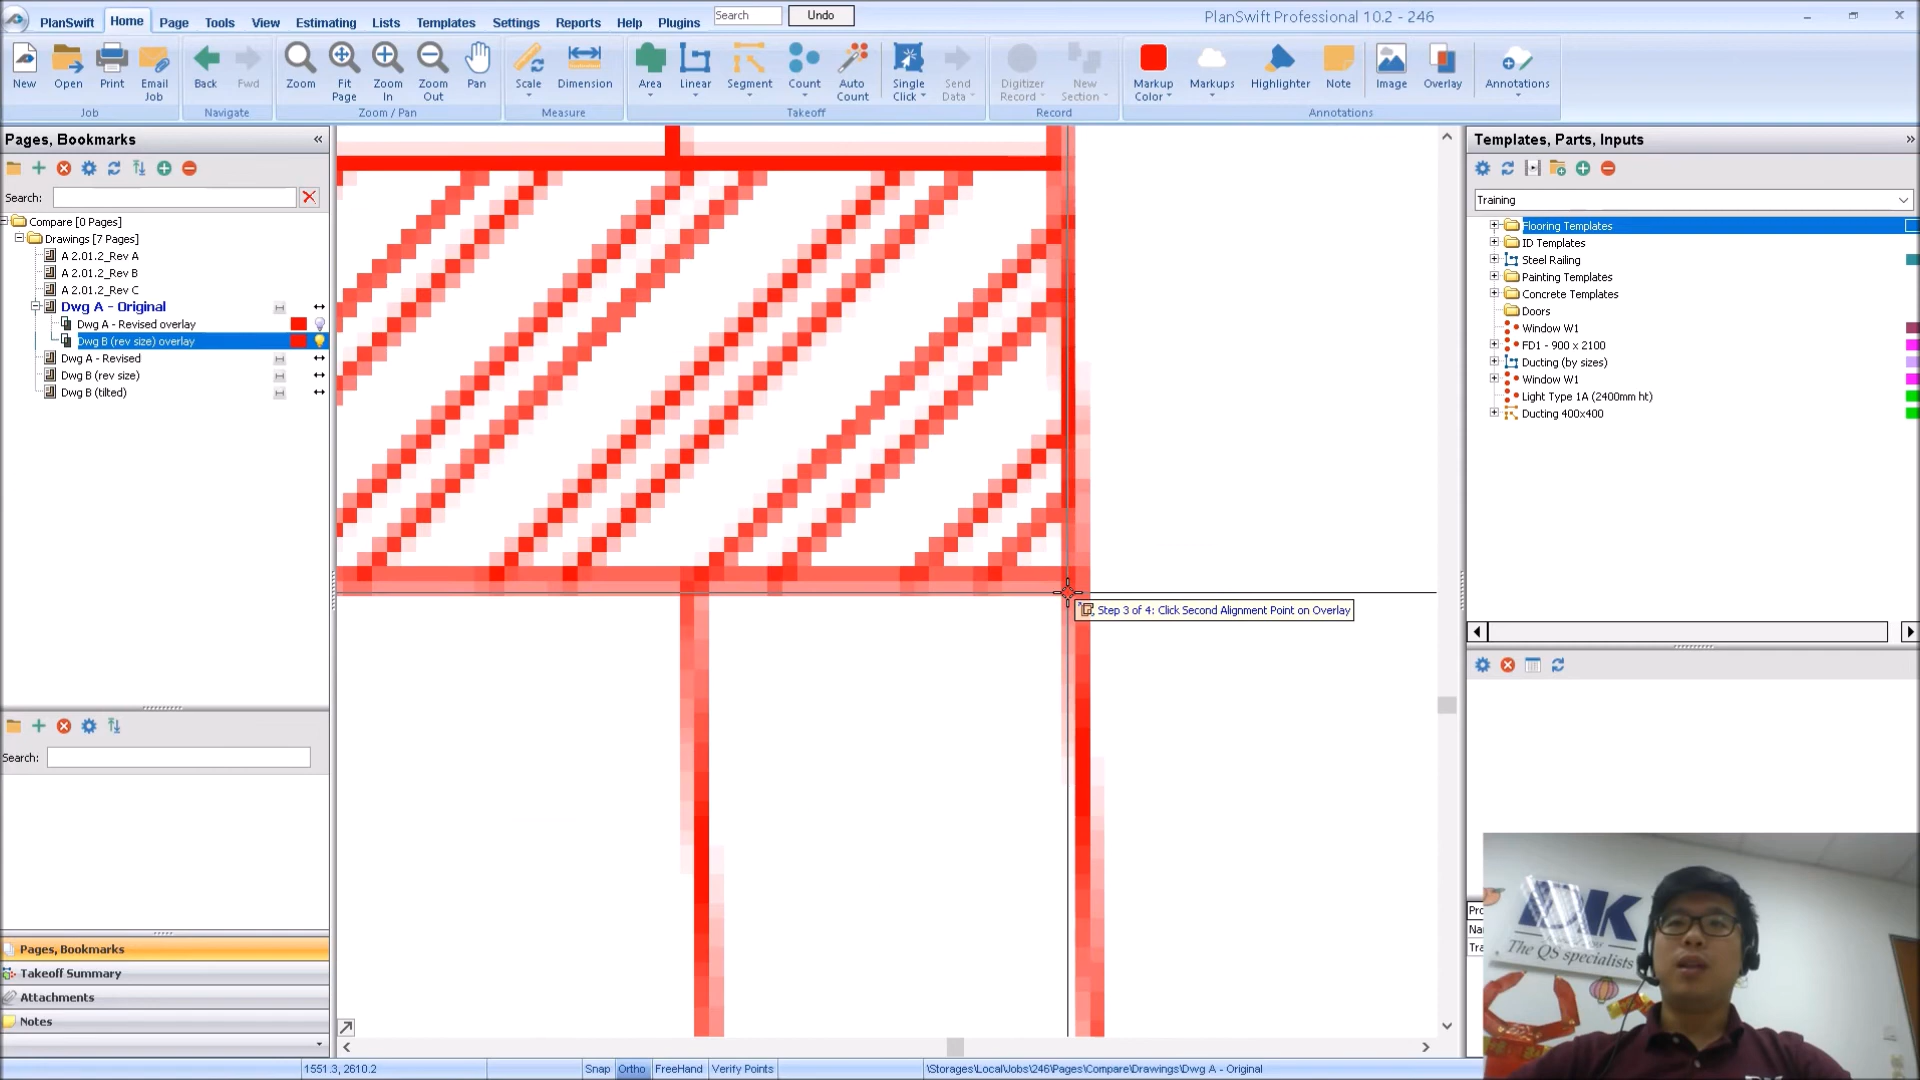 PlanSwift
Home
Page
Tools
View
Estimating
Lists
Templates
Settings
Reports
Help
Plugins
Search
Undo
PlanSwift Professional 10.2 - 246
New
Open
Print
Email Job
Back
Fwd
Zoom
Fit Page
Zoom In
Zoom Out
Pan
Scale
Dimension
Area
Linear
Segment
Count
Auto Count
Single Click
Send Data
Digitizer Record
New Section
Markup Color
Markups
Highlighter
Note
Image
Overlay
Annotations
Job
Navigate
Zoom / Pan
Measure
Takeoff
Record
Annotations
Pages, Bookmarks
Search:
Compare [0 Pages]
Drawings [7 Pages]
A 2.01.2_Rev A
A 2.01.2_Rev B
A 2.01.2_Rev C
Dwg A - Original
Dwg A - Revised overlay
Dwg B (rev size) overlay
Dwg A - Revised
Dwg B (rev size)
Dwg B (tilted)
Search:
Pages, Bookmarks
Takeoff Summary
Attachments
Notes
Step 3 of 4: Click Second Alignment Point on Overlay
Templates, Parts, Inputs
Training
Flooring Templates
ID Templates
Steel Railing
Painting Templates
Concrete Templates
Doors
Window W1
FD1 - 900 x 2100
Ducting (by sizes)
Window W1
Light Type 1A (2400mm ht)
Ducting 400x400
Pro
Na
Tra
The QS specialists
1551.3, 2610.2
Snap
Ortho
FreeHand
Verify Points
\Storages\Local\Jobs\246\Pages\Compare\Drawings\Dwg A - Original